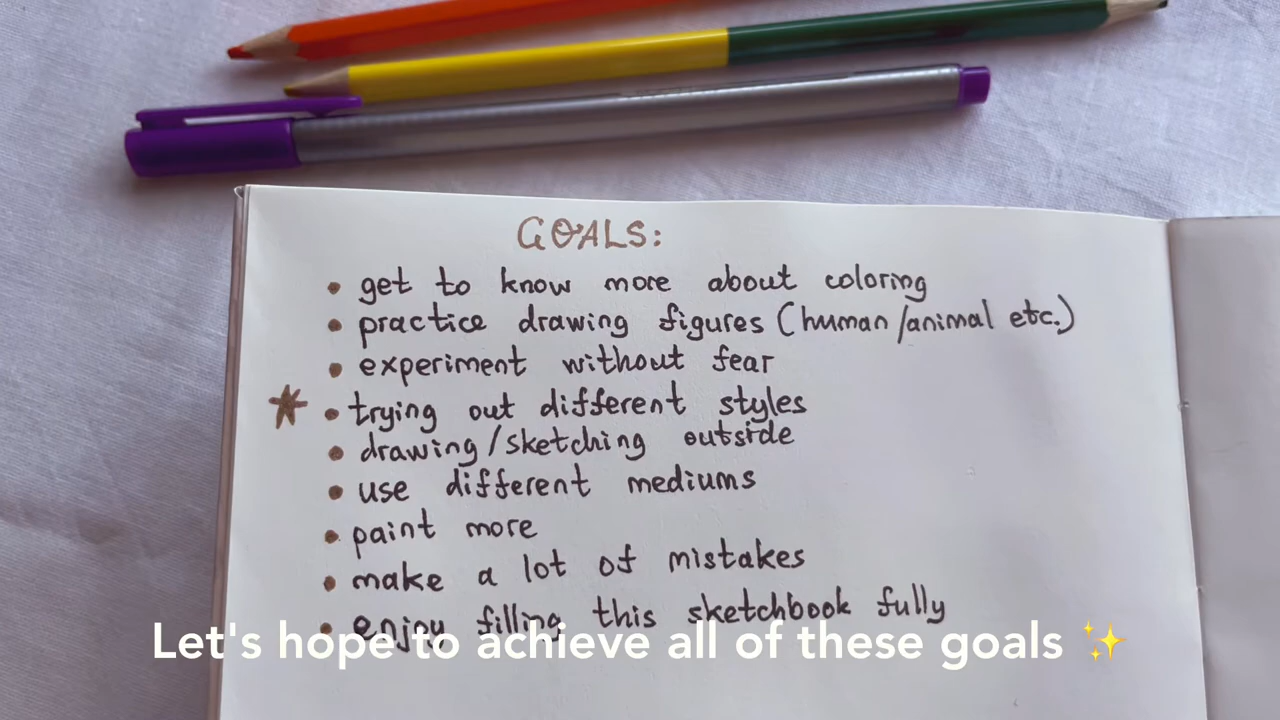 GOALS:
• get to know more about coloring
• practice drawing figures (human/animal etc.)
• experiment without fear
* • trying out different styles
• drawing/sketching outside
• use different mediums
• paint more
• make a lot of mistakes
• enjoy filling this sketchbook fully
Let's hope to achieve all of these goals ✨